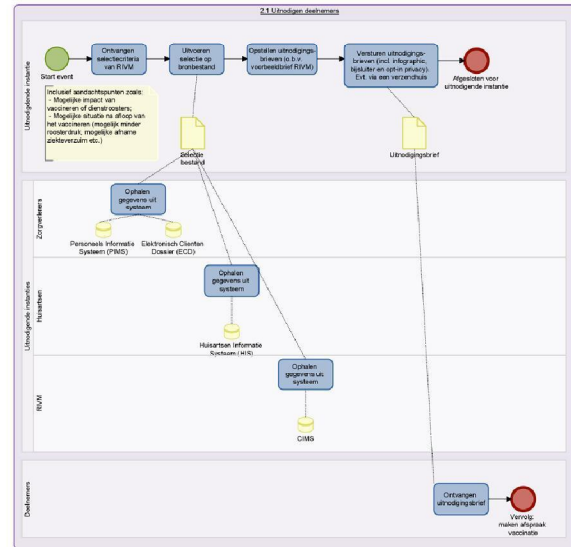 2.1 Uitnodigen deelnemers
Uitnodigende instantie
Start event
Ontvangen
selectiecriteria
van RIVM
Uitvoeren
selectie op
bronbestand
Opstellen uitnodigings-
brieven (o.b.v.
voorbeeldbrief RIVM)
Versturen uitnodigings-
brieven (incl. infographic,
bijsluiter en opt-in privacy).
Evt. via een verzendhuis
Afgesloten voor
uitnodigende instantie
Inclusief aandachtspunten zoals:
- Mogelijke impact van
vaccineren of dienstroosters;
- Mogelijke situatie na afloop van
het vaccineren (mogelijk minder
roosterdruk, mogelijke afname
ziekteverzuim etc.)
Selectie
bestand
Uitnodigingsbrief
Uitnodigende instanties
Zorgverleners
Ophalen
gegevens uit
systeem
Personeels Informatie
Systeem (PIMS)
Elektronisch Clienten
Dossier (ECD)
Huisartsen
Ophalen
gegevens uit
systeem
Huisartsen Informatie
Systeem (HIS)
RIVM
Ophalen
gegevens uit
systeem
CIMS
Deelnemers
Ontvangen
uitnodigingsbrief
Vervolg:
maken afspraak
vaccinatie